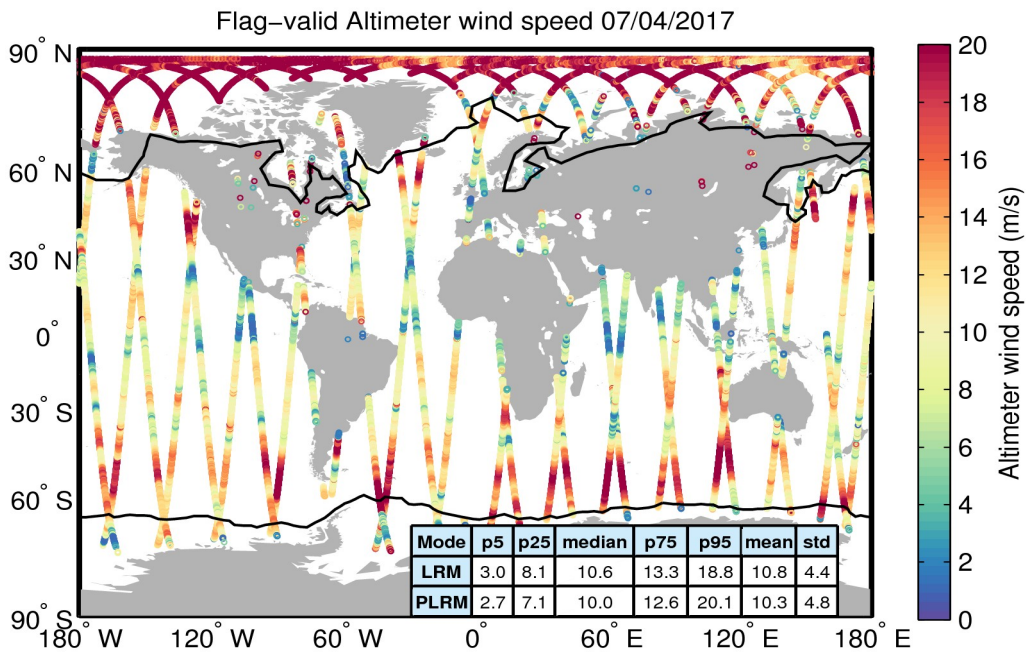 Flag−valid Altimeter wind speed 07/04/2017
90° N
60° N
30° N
0°
30° S
60° S
90° S
180° W
120° W
60° W
0°
60° E
120° E
180° E
Mode p5 p25 median p75 p95 mean std
LRM 3.0 8.1 10.6 13.3 18.8 10.8 4.4
PLRM 2.7 7.1 10.0 12.6 20.1 10.3 4.8
20
18
16
14
12
10
8
6
4
2
0
Altimeter wind speed (m/s)